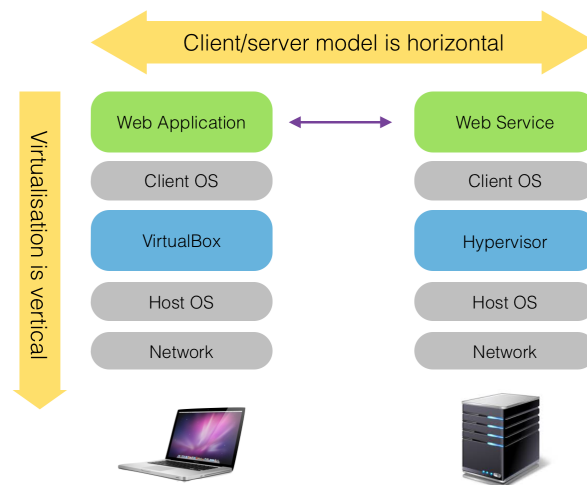 Client/server model is horizontal
Virtualisation is vertical
Web Application
Web Service
Client OS
Client OS
VirtualBox
Hypervisor
Host OS
Host OS
Network
Network